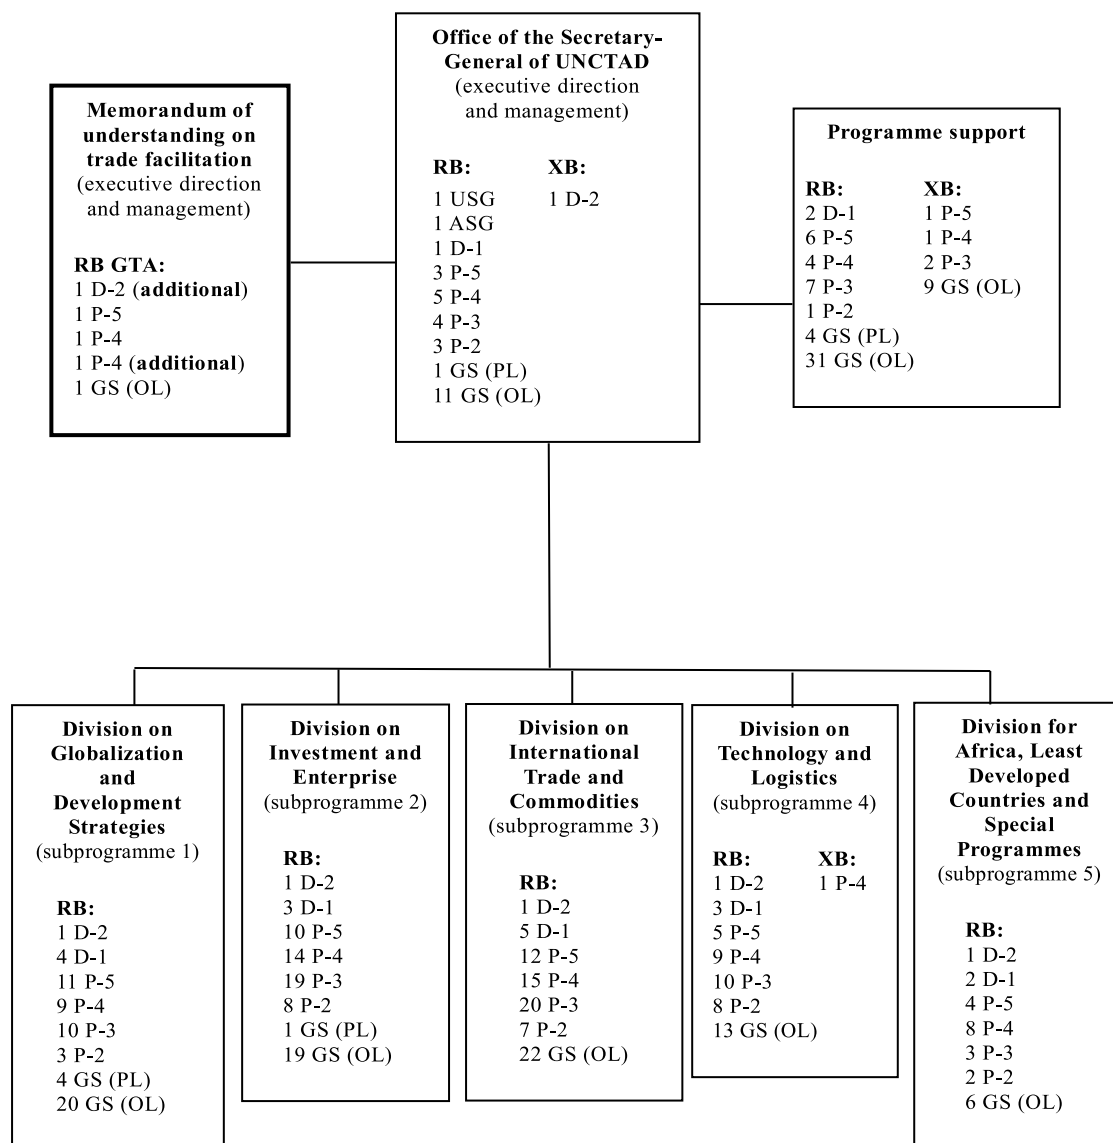 Office of the Secretary-
General of UNCTAD
(executive direction
and management)
RB:
1 USG
1 ASG
1 D-1
3 P-5
5 P-4
4 P-3
3 P-2
1 GS (PL)
11 GS (OL)
XB:
1 D-2
Memorandum of
understanding on
trade facilitation
(executive direction
and management)
RB GTA:
1 D-2 (additional)
1 P-5
1 P-4
1 P-4 (additional)
1 GS (OL)
Programme support
RB:
2 D-1
6 P-5
4 P-4
7 P-3
1 P-2
4 GS (PL)
31 GS (OL)
XB:
1 P-5
1 P-4
2 P-3
9 GS (OL)
Division on
Globalization
and
Development
Strategies
(subprogramme 1)
RB:
1 D-2
4 D-1
11 P-5
9 P-4
10 P-3
3 P-2
4 GS (PL)
20 GS (OL)
Division on
Investment and
Enterprise
(subprogramme 2)
RB:
1 D-2
3 D-1
10 P-5
14 P-4
19 P-3
8 P-2
1 GS (PL)
19 GS (OL)
Division on
International
Trade and
Commodities
(subprogramme 3)
RB:
1 D-2
5 D-1
12 P-5
15 P-4
20 P-3
7 P-2
22 GS (OL)
Division on
Technology and
Logistics
(subprogramme 4)
RB:
1 D-2
3 D-1
5 P-5
9 P-4
10 P-3
8 P-2
13 GS (OL)
XB:
1 P-4
Division for
Africa, Least
Developed
Countries and
Special
Programmes
(subprogramme 5)
RB:
1 D-2
2 D-1
4 P-5
8 P-4
3 P-3
2 P-2
6 GS (OL)